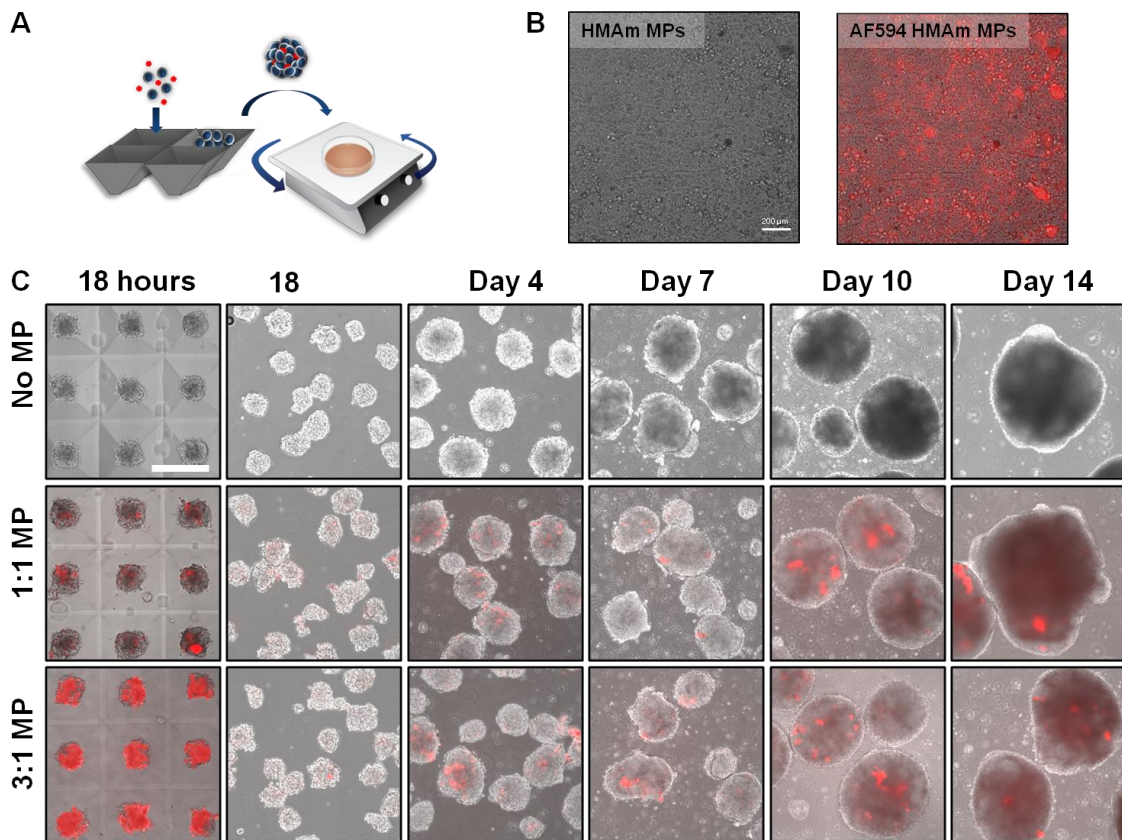 A
B
HMAm MPs
AF594 HMAm MPs
200 µm
C
18 hours
18
Day 4
Day 7
Day 10
Day 14
No MP
1:1 MP
3:1 MP